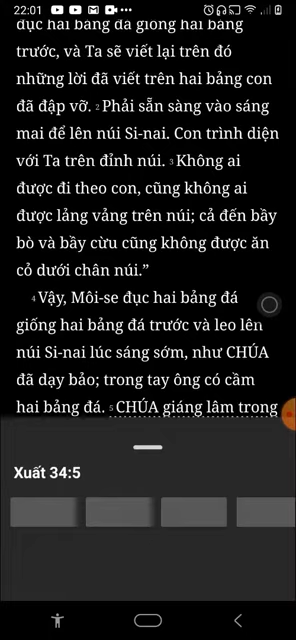 22:01
đục hai bảng đá giống hai bảng
trước, và Ta sẽ viết lại trên đó
những lời đã viết trên hai bảng con
đã đập vỡ. 2 Phải sẵn sàng vào sáng
mai để lên núi Si-nai. Con trình diện
với Ta trên đỉnh núi. 3 Không ai
được đi theo con, cũng không ai
được lảng vảng trên núi; cả đến bầy
bò và bầy cừu cũng không được ăn
cỏ dưới chân núi.”
4 Vậy, Môi-se đục hai bảng đá
giống hai bảng đá trước và leo lên
núi Si-nai lúc sáng sớm, như CHÚA
đã dạy bảo; trong tay ông có cầm
hai bảng đá. 5 CHÚA giáng lâm trong
Xuất 34:5